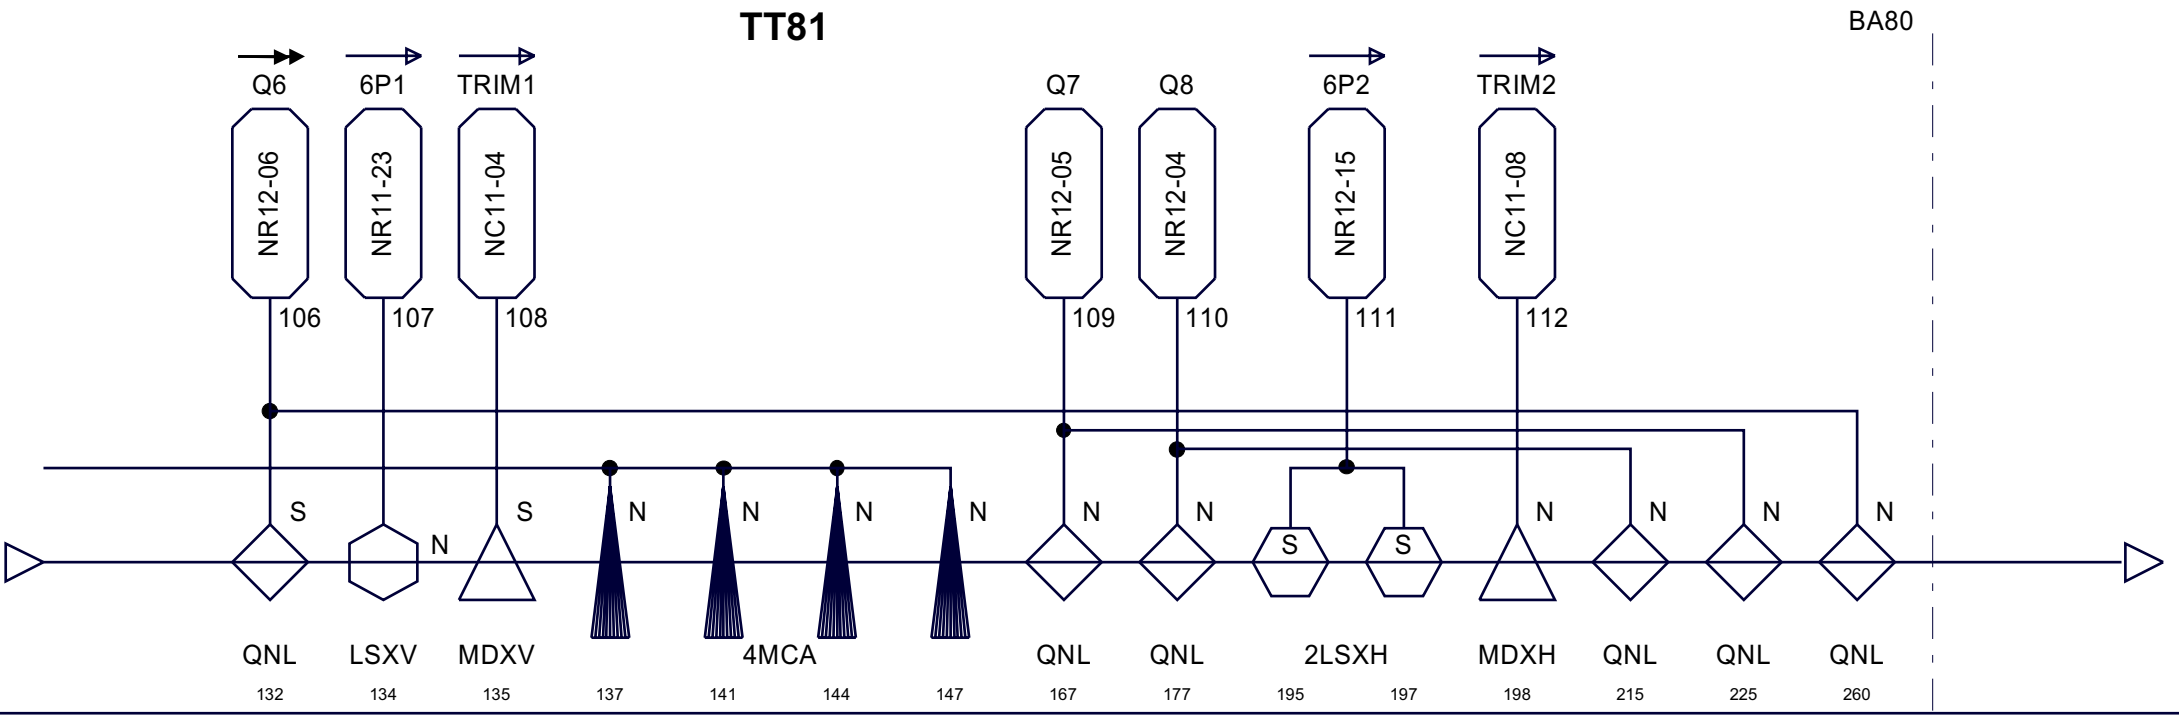 TT81
BA80
Q6 6P1 TRIM1 Q7 Q8 6P2 TRIM2
NR12-06 NR11-23 NC11-04 NR12-05 NR12-04 NR12-15 NC11-08
106 107 108 109 110 111 112
S S N N N N N N N N N N
N S S
QNL LSXV MDXV 4MCA QNL QNL 2LSXH MDXH QNL QNL QNL
132 134 135 137 141 144 147 167 177 195 197 198 215 225 260